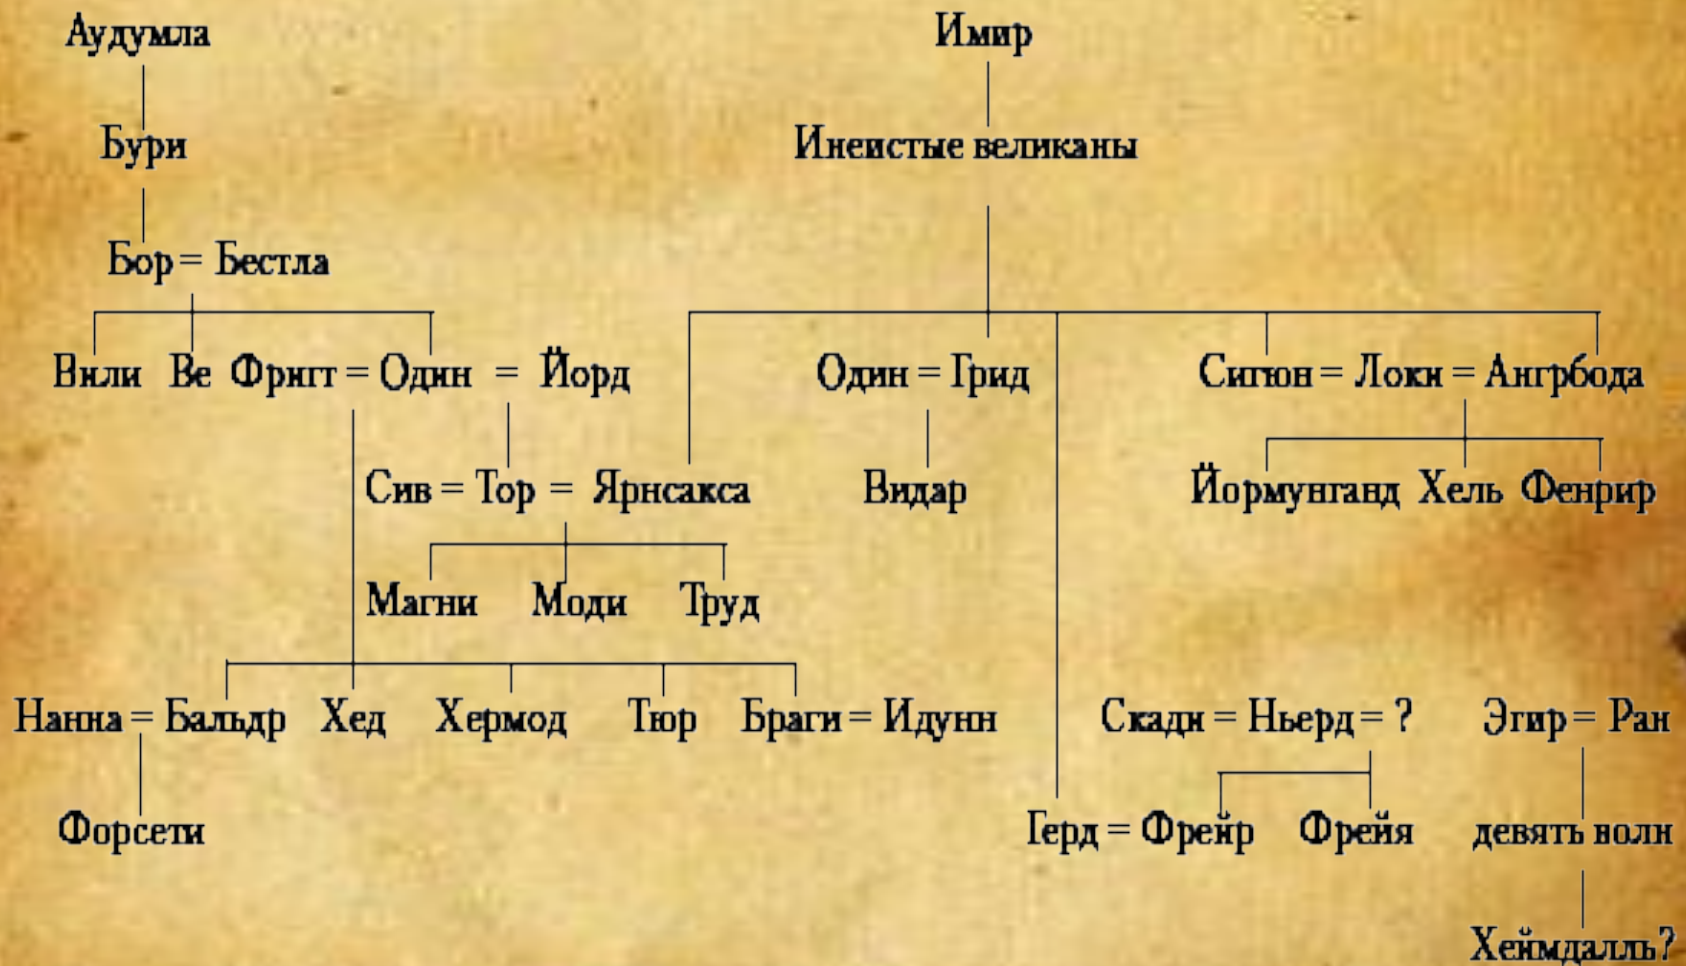 Аудумла Имир
Бури Инеистые великаны
Бор = Бестла
Вили Ве Фригг = Один = Йорд Один = Грид Сигюн = Локи = Ангрбода
Сив = Тор = Ярнсакса Видар Йормунганд Хель Фенрир
Магни Моди Труд
Нанна = Бальдр Хед Хермод Тюр Браги = Идунн Скади = Ньерд = ? Эгир = Ран
Форсети Герд = Фрейр Фрейя девять волн
Хеймдалль?